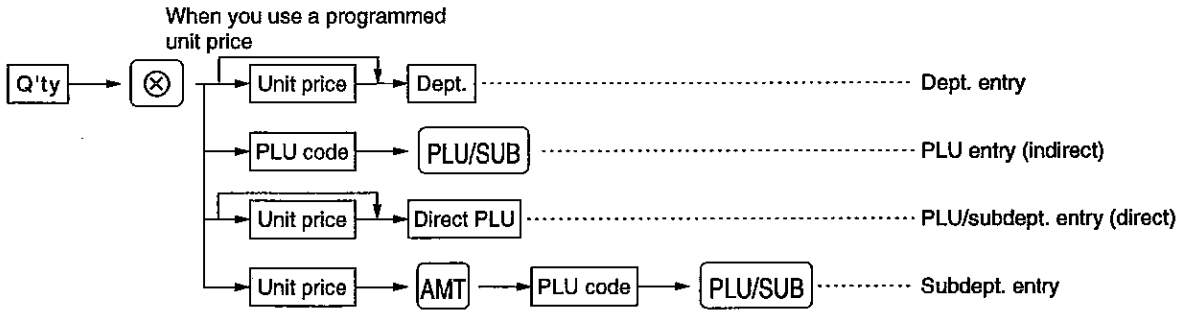 When you use a programmed
unit price
Q'ty ⊗ Unit price Dept. Dept. entry
PLU code PLU/SUB PLU entry (indirect)
Unit price Direct PLU PLU/subdept. entry (direct)
Unit price AMT PLU code PLU/SUB Subdept. entry